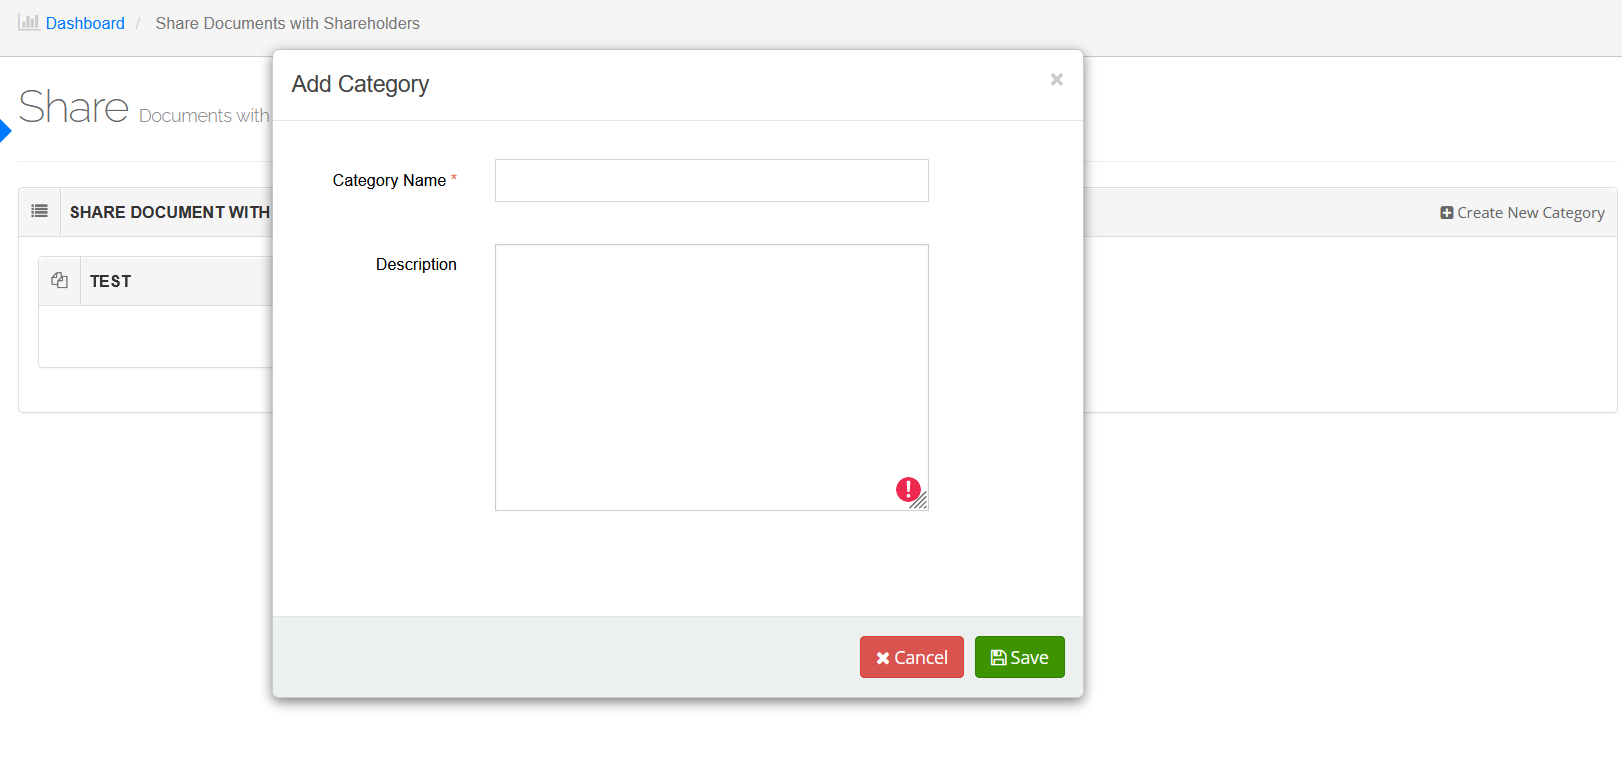 Dashboard / Share Documents with Shareholders
Add Category
×
Share Documents with
Category Name *
SHARE DOCUMENT WITH
Create New Category
Description
TEST
Cancel
Save